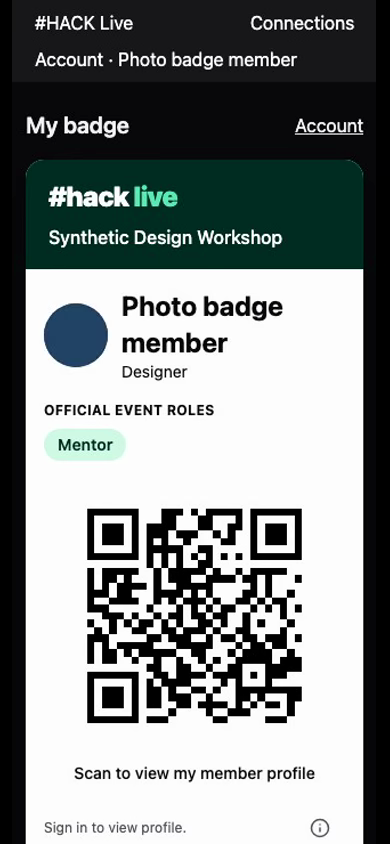 #HACK Live
Connections
Account · Photo badge member
My badge
Account
#hack live
Synthetic Design Workshop
Photo badge
member
Designer
OFFICIAL EVENT ROLES
Mentor
Scan to view my member profile
Sign in to view profile.